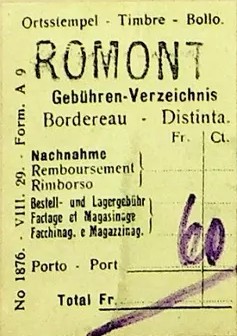 Ortsstempel - Timbre - Bollo.
ROMONT
Gebühren-Verzeichnis
Bordereau - Distinta.
Fr. Ct.
Nachnahme
Remboursement
Rimborso
Bestell- und Lagergebühr
Factage et Magasinage
Facchinag. e Magazzinag.
60
Porto - Port
Total Fr.
No 1876. - VIII. 29. - Form. A 9